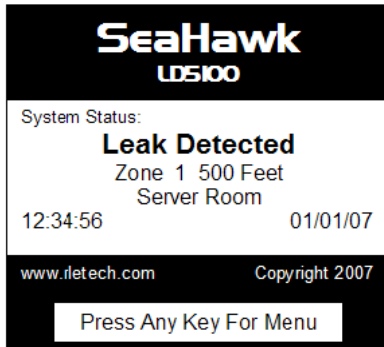 SeaHawk
LD5100
System Status:
Leak Detected
Zone 1 500 Feet
Server Room
12:34:56 01/01/07
www.rletech.com Copyright 2007
Press Any Key For Menu